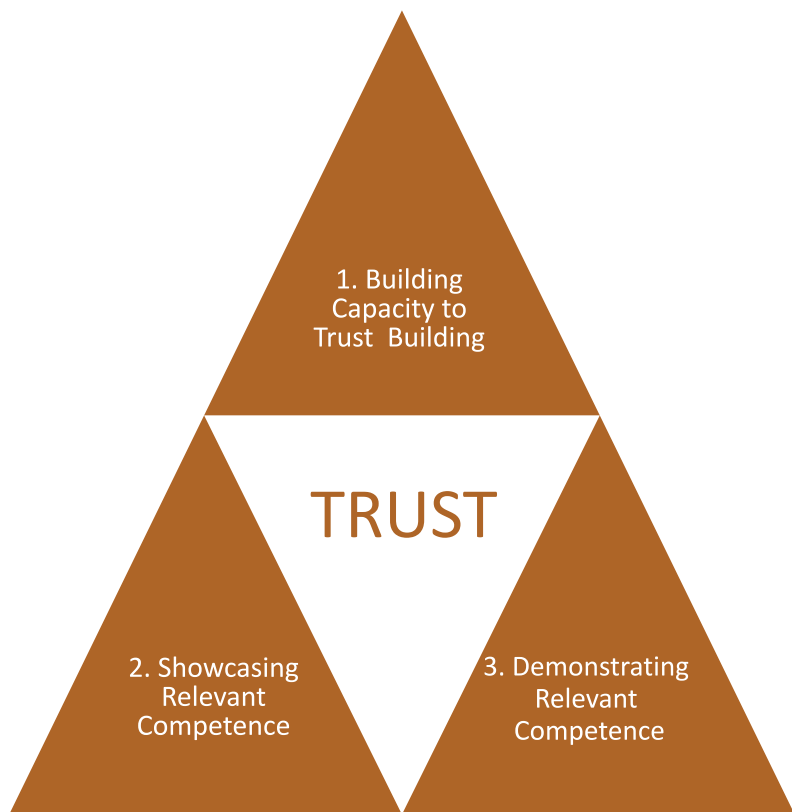 1. Building
Capacity to
Trust  Building
TRUST
2. Showcasing
Relevant
Competence
3. Demonstrating
Relevant
Competence